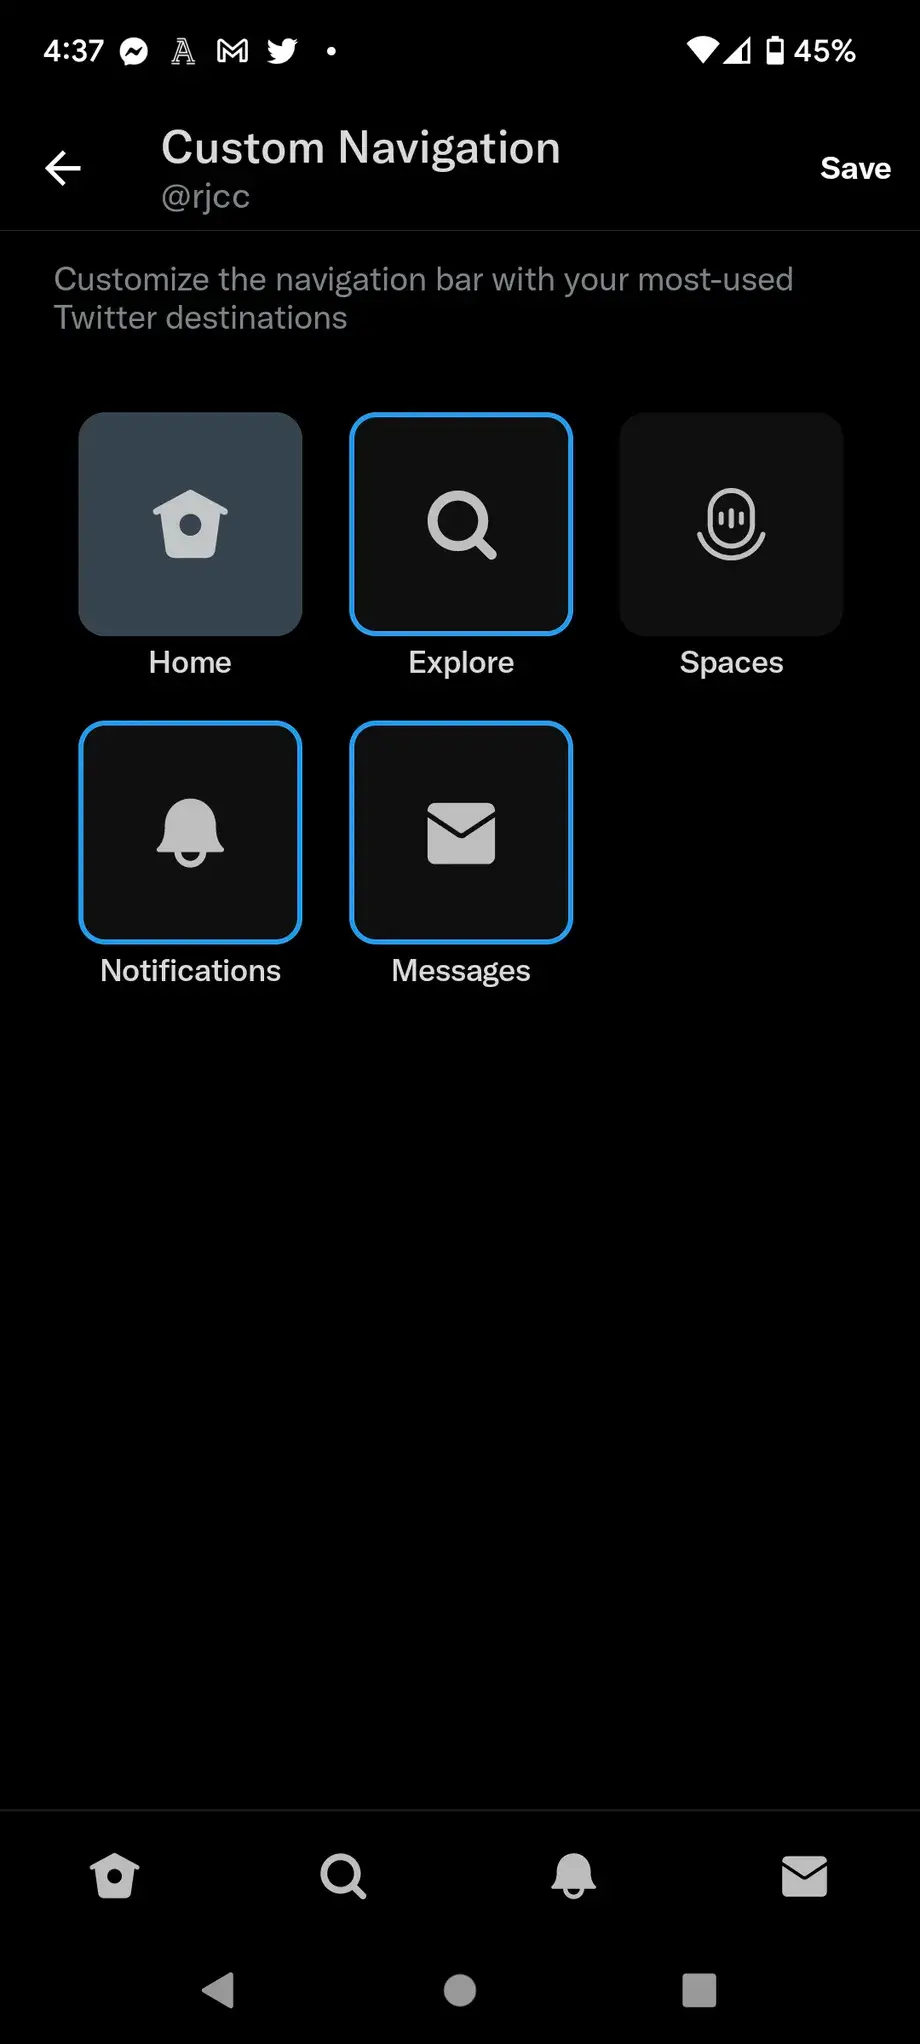 4:37 45%
Custom Navigation
@rjcc
Save
Customize the navigation bar with your most-used
Twitter destinations
Home Explore Spaces
Notifications Messages